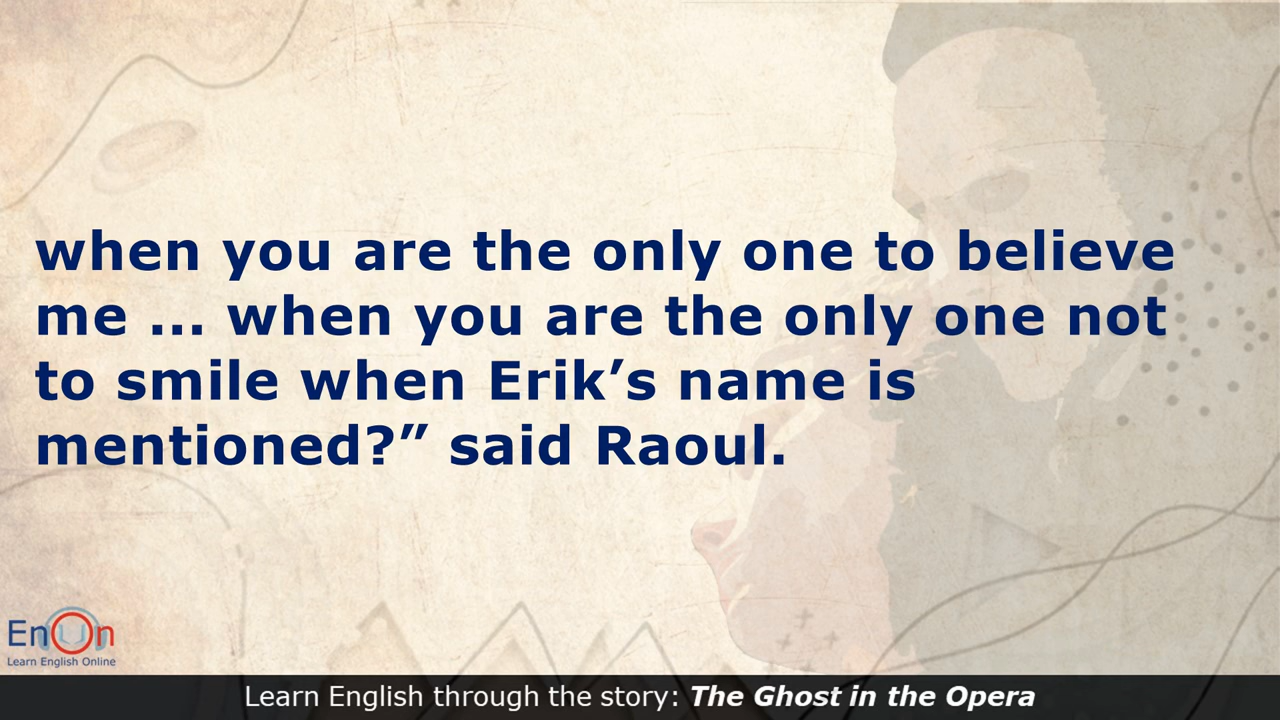 when you are the only one to believe
me ... when you are the only one not
to smile when Erik’s name is
mentioned?” said Raoul.
EnOn
Learn English Online
Learn English through the story: The Ghost in the Opera